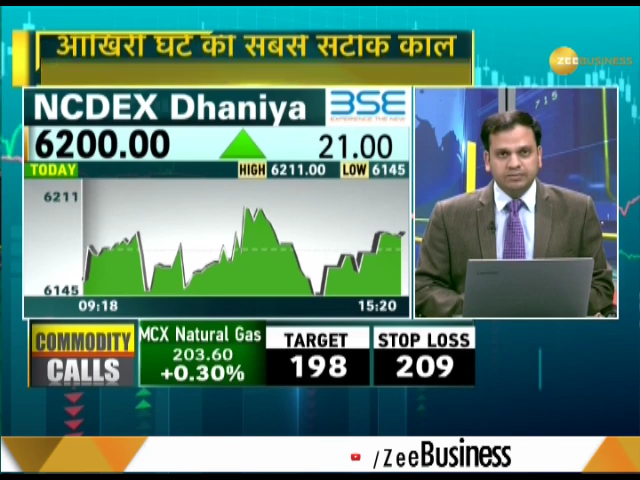 आखिरी घंटे की सबसे सटीक काल
ZEE BUSINESS
NCDEX Dhaniya
BSE
EXPERIENCE THE NEW
6200.00 21.00
TODAY HIGH 6211.00 LOW 6145
715
6211
6145
09:18 15:20
COMMODITY CALLS
MCX Natural Gas
203.60
+0.30%
TARGET
198
STOP LOSS
209
/ZeeBusiness